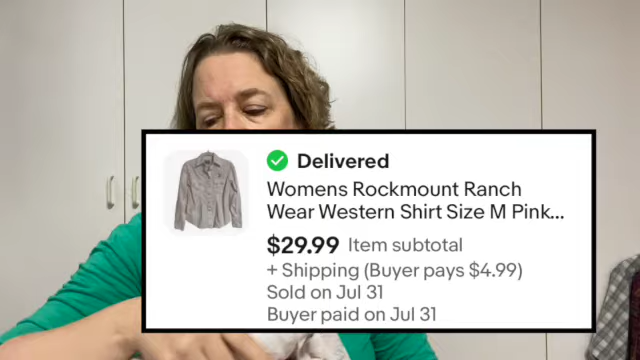 Delivered
Womens Rockmount Ranch
Wear Western Shirt Size M Pink...
$29.99 Item subtotal
+ Shipping (Buyer pays $4.99)
Sold on Jul 31
Buyer paid on Jul 31